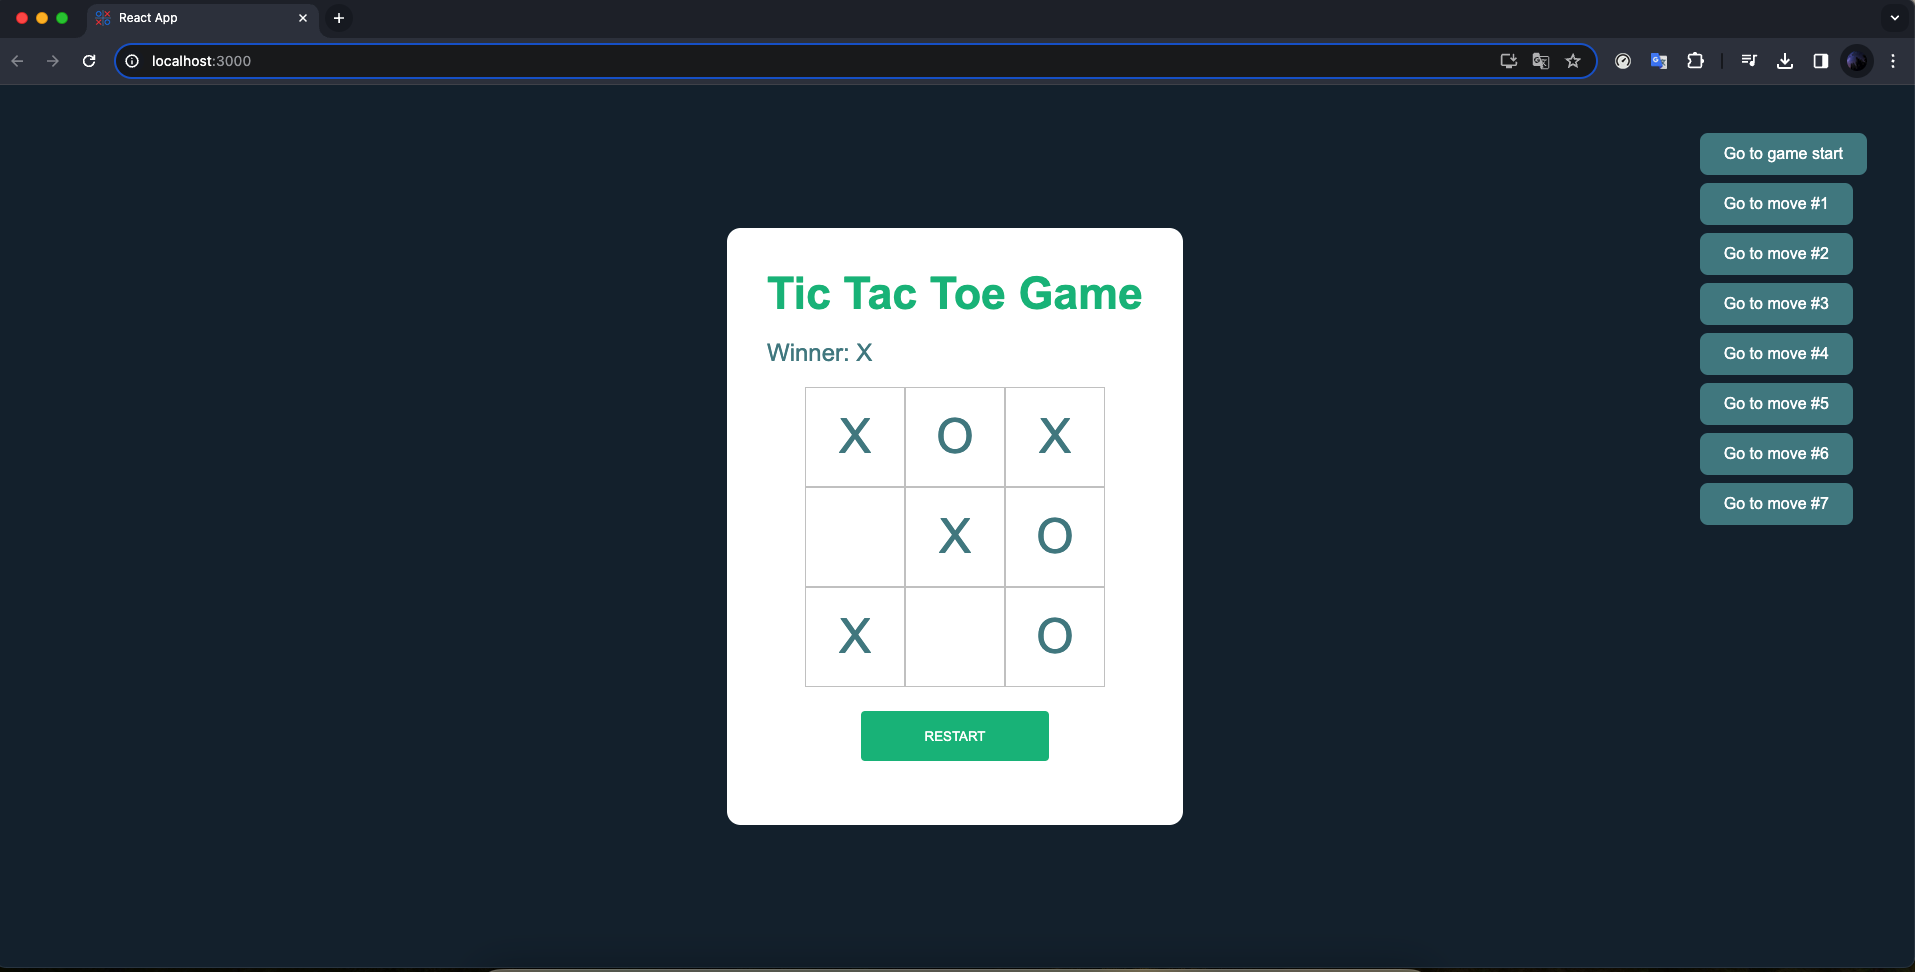 React App
localhost:3000
Go to game start
Go to move #1
Go to move #2
Go to move #3
Go to move #4
Go to move #5
Go to move #6
Go to move #7
Tic Tac Toe Game
Winner: X
X O X
X O
X O
RESTART